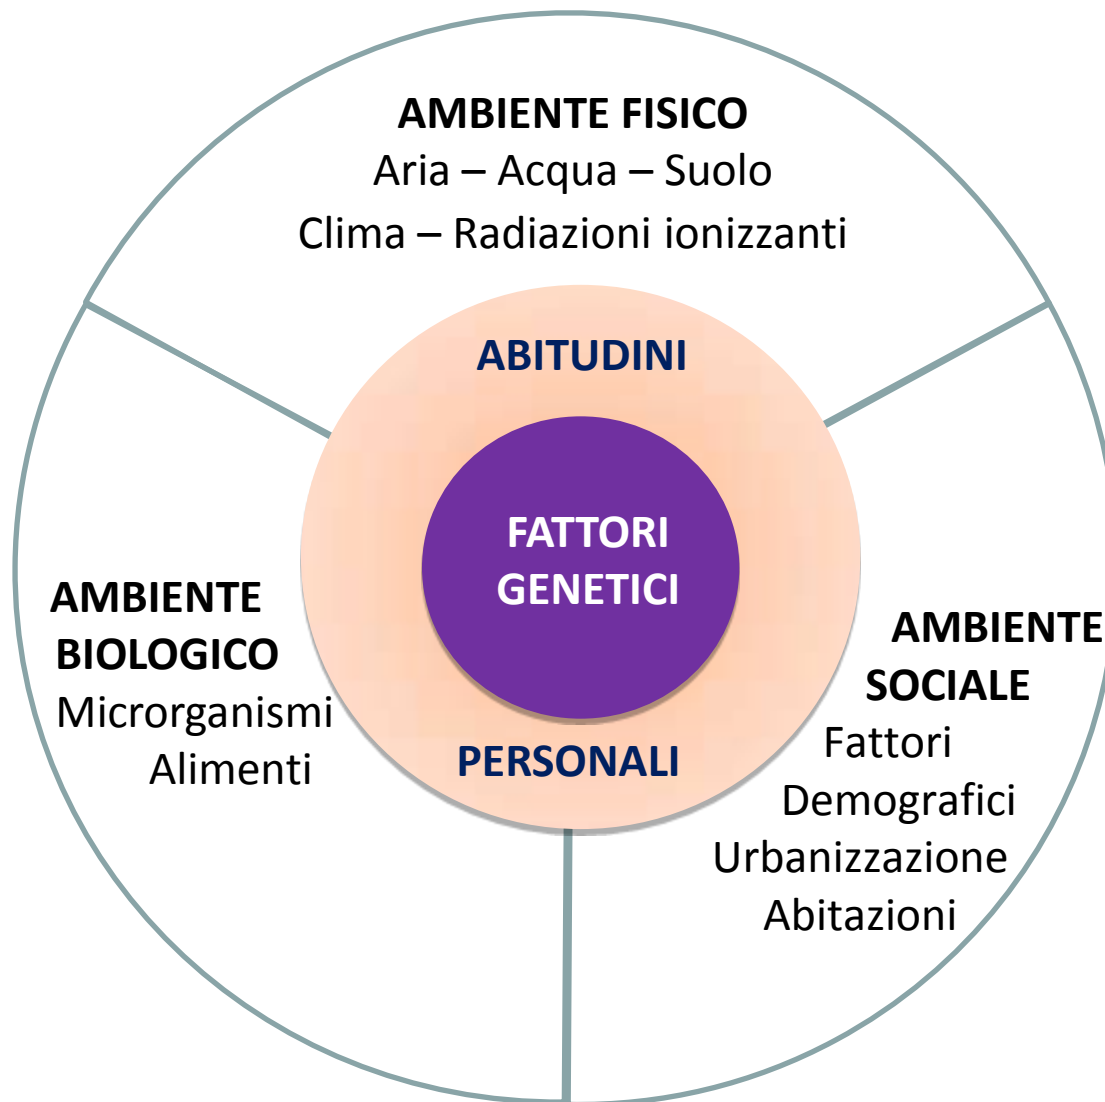 AMBIENTE FISICO
Aria – Acqua – Suolo
Clima – Radiazioni ionizzanti
ABITUDINI
FATTORI
GENETICI
PERSONALI
AMBIENTE
BIOLOGICO
Microrganismi
Alimenti
AMBIENTE
SOCIALE
Fattori
Demografici
Urbanizzazione
Abitazioni